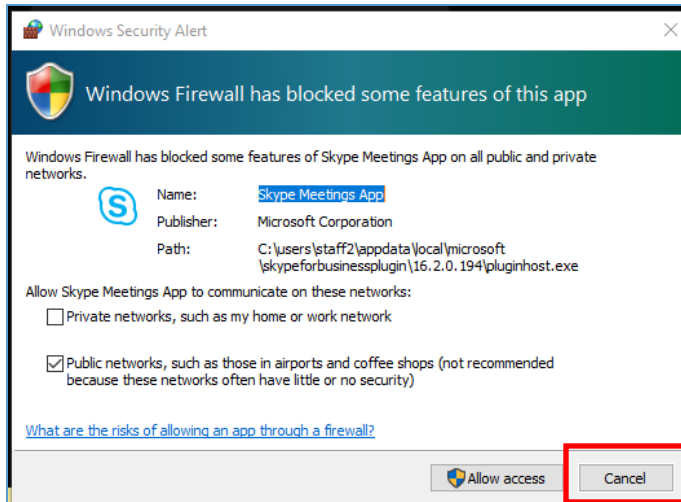 Windows Security Alert
Windows Firewall has blocked some features of this app
Windows Firewall has blocked some features of Skype Meetings App on all public and private
networks.
Name: Skype Meetings App
Publisher: Microsoft Corporation
Path: C:\users\staff2\appdata\local\microsoft
\skypeforbusinessplugin\16.2.0.194\pluginhost.exe
Allow Skype Meetings App to communicate on these networks:
Private networks, such as my home or work network
Public networks, such as those in airports and coffee shops (not recommended
because these networks often have little or no security)
What are the risks of allowing an app through a firewall?
Allow access Cancel